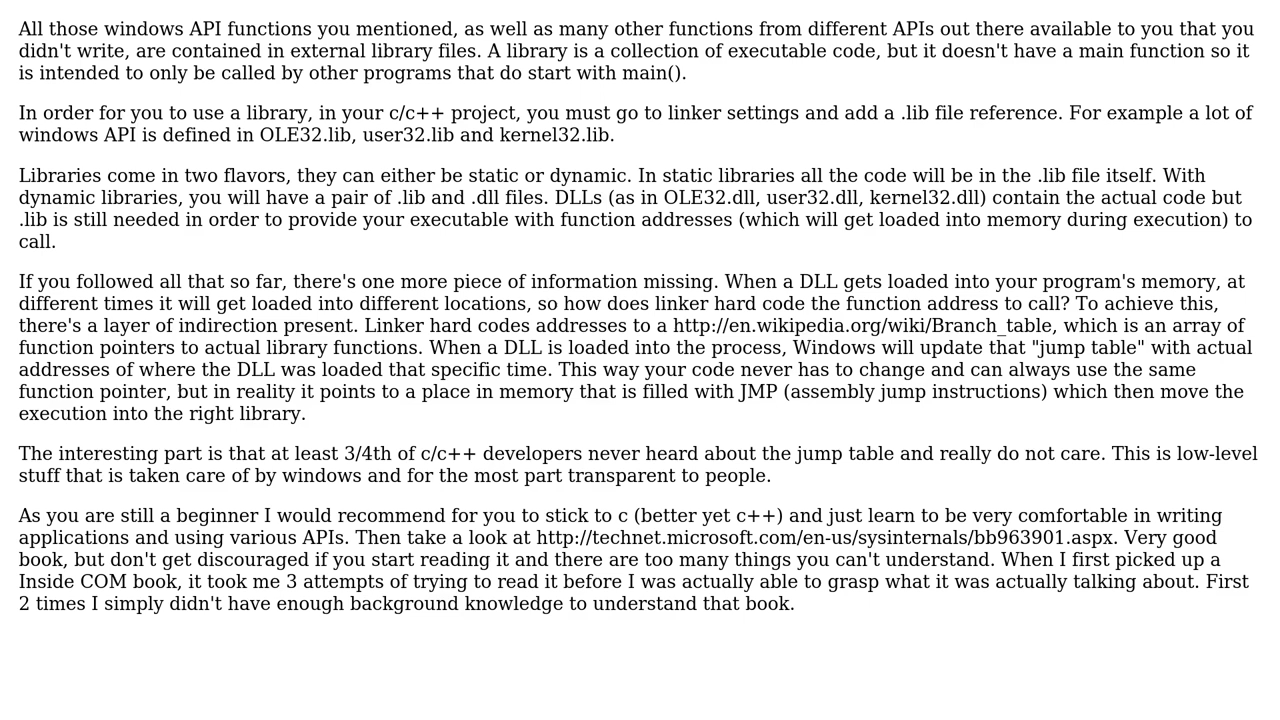 All those windows API functions you mentioned, as well as many other functions from different APIs out there available to you that you
didn't write, are contained in external library files. A library is a collection of executable code, but it doesn't have a main function so it
is intended to only be called by other programs that do start with main().
In order for you to use a library, in your c/c++ project, you must go to linker settings and add a .lib file reference. For example a lot of
windows API is defined in OLE32.lib, user32.lib and kernel32.lib.
Libraries come in two flavors, they can either be static or dynamic. In static libraries all the code will be in the .lib file itself. With
dynamic libraries, you will have a pair of .lib and .dll files. DLLs (as in OLE32.dll, user32.dll, kernel32.dll) contain the actual code but
.lib is still needed in order to provide your executable with function addresses (which will get loaded into memory during execution) to
call.
If you followed all that so far, there's one more piece of information missing. When a DLL gets loaded into your program's memory, at
different times it will get loaded into different locations, so how does linker hard code the function address to call? To achieve this,
there's a layer of indirection present. Linker hard codes addresses to a http://en.wikipedia.org/wiki/Branch_table, which is an array of
function pointers to actual library functions. When a DLL is loaded into the process, Windows will update that "jump table" with actual
addresses of where the DLL was loaded that specific time. This way your code never has to change and can always use the same
function pointer, but in reality it points to a place in memory that is filled with JMP (assembly jump instructions) which then move the
execution into the right library.
The interesting part is that at least 3/4th of c/c++ developers never heard about the jump table and really do not care. This is low-level
stuff that is taken care of by windows and for the most part transparent to people.
As you are still a beginner I would recommend for you to stick to c (better yet c++) and just learn to be very comfortable in writing
applications and using various APIs. Then take a look at http://technet.microsoft.com/en-us/sysinternals/bb963901.aspx. Very good
book, but don't get discouraged if you start reading it and there are too many things you can't understand. When I first picked up a
Inside COM book, it took me 3 attempts of trying to read it before I was actually able to grasp what it was actually talking about. First
2 times I simply didn't have enough background knowledge to understand that book.